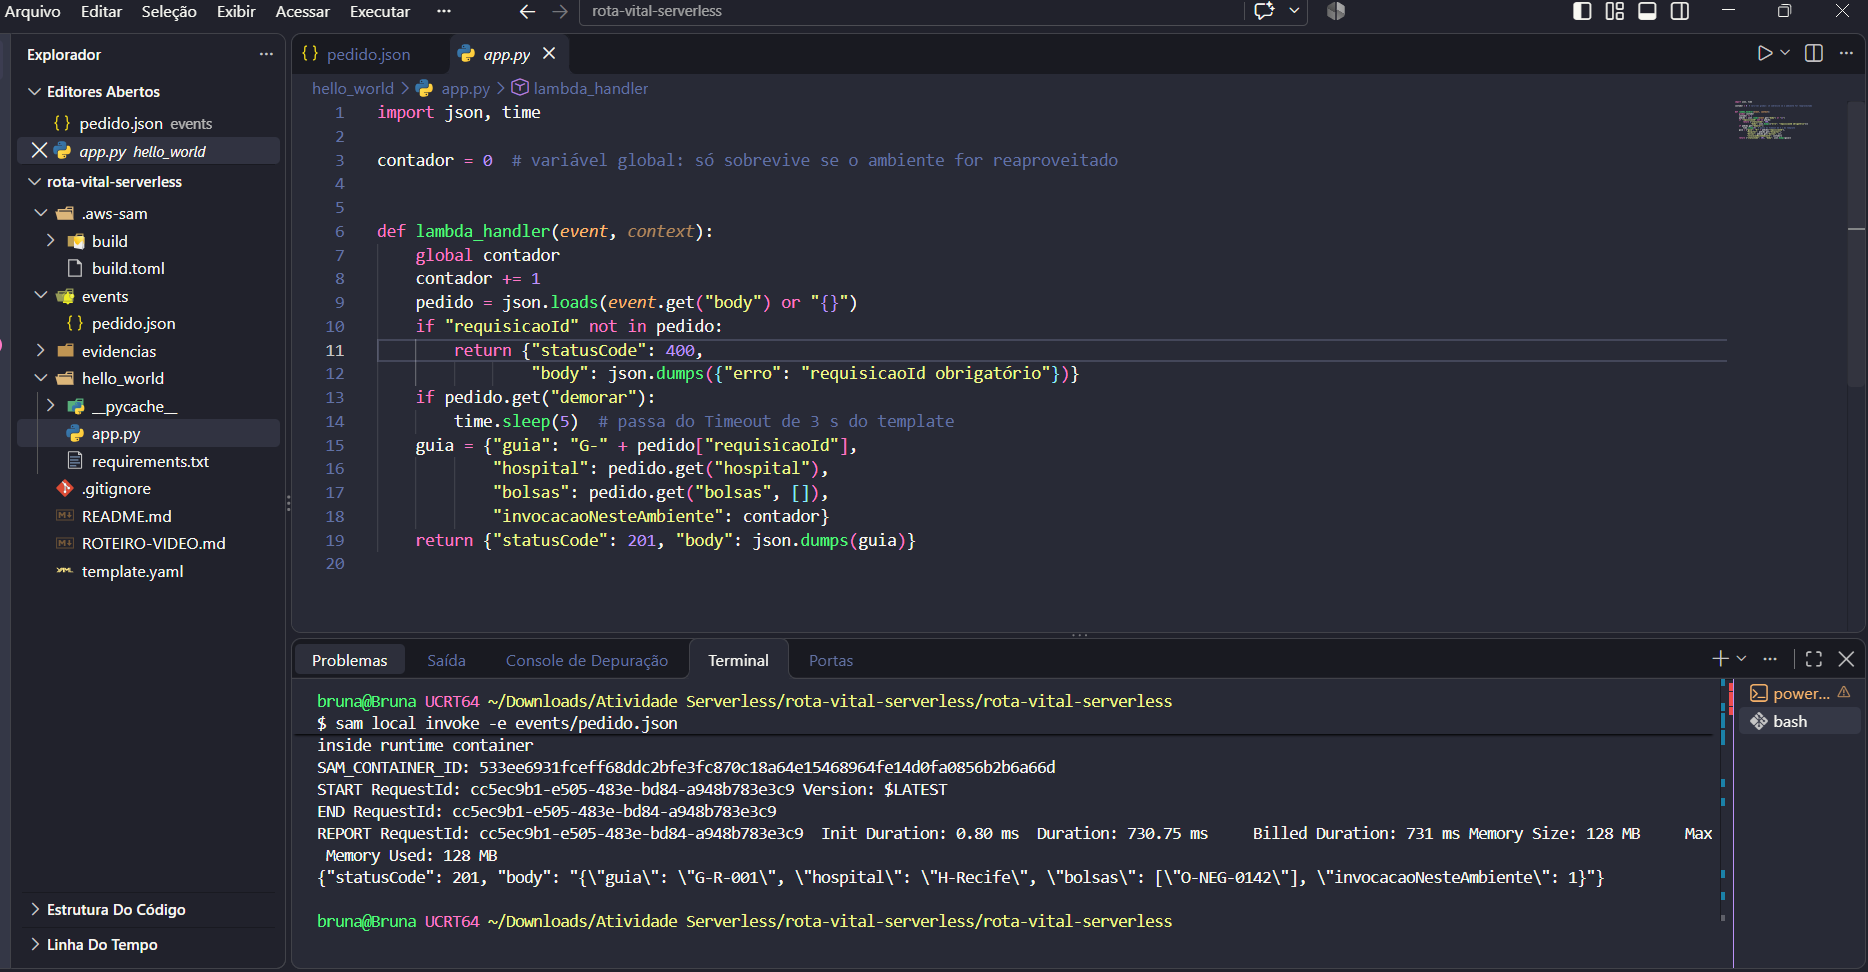 Arquivo Editar Seleção Exibir Acessar Executar ··· rota-vital-serverless
Explorador ···
Editores Abertos
{} pedido.json events
app.py hello_world
rota-vital-serverless
.aws-sam
build
build.toml
events
{} pedido.json
evidencias
hello_world
__pycache__
app.py
requirements.txt
.gitignore
README.md
ROTEIRO-VIDEO.md
template.yaml
Estrutura Do Código
Linha Do Tempo
{} pedido.json app.py
hello_world > app.py > lambda_handler
1 import json, time
2
3 contador = 0  # variável global: só sobrevive se o ambiente for reaproveitado
4
5
6 def lambda_handler(event, context):
7     global contador
8     contador += 1
9     pedido = json.loads(event.get("body") or "{}")
10     if "requisicaoId" not in pedido:
11         return {"statusCode": 400,
12                 "body": json.dumps({"erro": "requisicaoId obrigatório"})}
13     if pedido.get("demorar"):
14         time.sleep(5)  # passa do Timeout de 3 s do template
15     guia = {"guia": "G-" + pedido["requisicaoId"],
16             "hospital": pedido.get("hospital"),
17             "bolsas": pedido.get("bolsas", []),
18             "invocacaoNesteAmbiente": contador}
19     return {"statusCode": 201, "body": json.dumps(guia)}
20
Problemas Saída Console de Depuração Terminal Portas
power...
bash
bruna@Bruna UCRT64 ~/Downloads/Atividade Serverless/rota-vital-serverless/rota-vital-serverless
$ sam local invoke -e events/pedido.json
inside runtime container
SAM_CONTAINER_ID: 533ee6931fceff68ddc2bfe3fc870c18a64e15468964fe14d0fa0856b2b6a66d
START RequestId: cc5ec9b1-e505-483e-bd84-a948b783e3c9 Version: $LATEST
END RequestId: cc5ec9b1-e505-483e-bd84-a948b783e3c9
REPORT RequestId: cc5ec9b1-e505-483e-bd84-a948b783e3c9  Init Duration: 0.80 ms  Duration: 730.75 ms     Billed Duration: 731 ms Memory Size: 128 MB     Max
 Memory Used: 128 MB
{"statusCode": 201, "body": "{\"guia\": \"G-R-001\", \"hospital\": \"H-Recife\", \"bolsas\": [\"O-NEG-0142\"], \"invocacaoNesteAmbiente\": 1}"}
bruna@Bruna UCRT64 ~/Downloads/Atividade Serverless/rota-vital-serverless/rota-vital-serverless